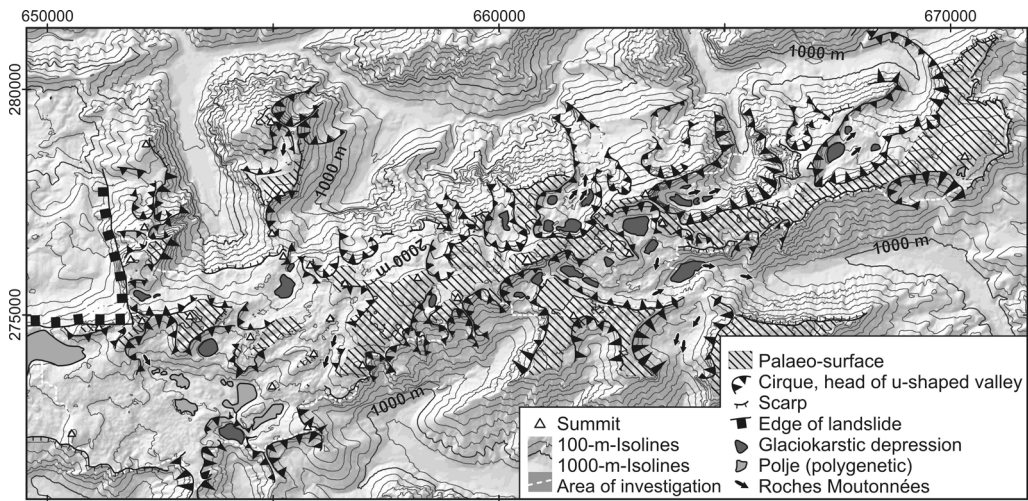 650000
660000
670000
280000
275000
1000 m
1000 m
2000 m
1000 m
1000 m
Summit
100-m-Isolines
1000-m-Isolines
Area of investigation
Palaeo-surface
Cirque, head of u-shaped valley
Scarp
Edge of landslide
Glaciokarstic depression
Polje (polygenetic)
Roches Moutonnées